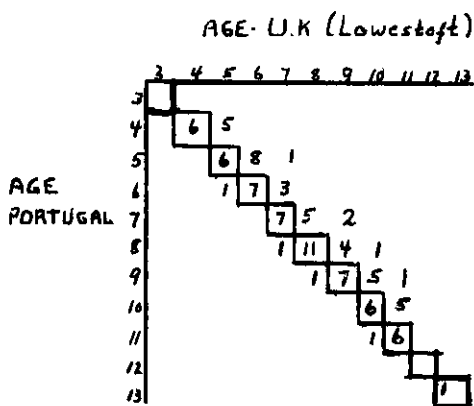 AGE- U.K (Lowestoft)
3 4 5 6 7 8 9 10 11 12 13
3
4 6 5
5 6 8 1
AGE 6 1 7 3
PORTUGAL 7 7 5 2
8 1 11 4 1
9 1 7 5 1
10 6 5
11 1 6
12
13 1